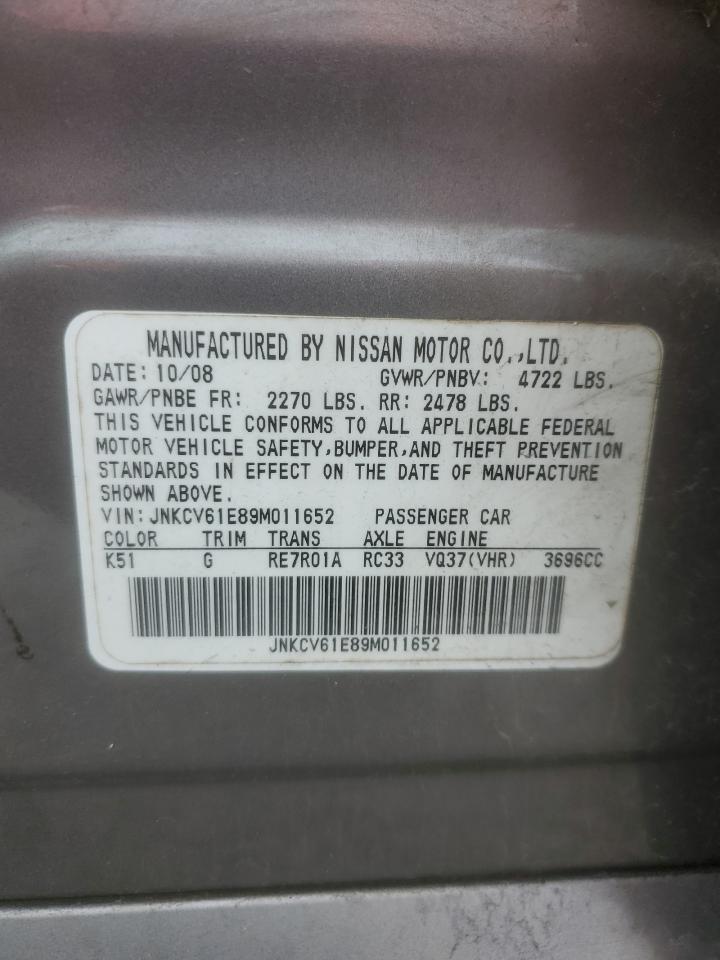 MANUFACTURED BY NISSAN MOTOR CO.,LTD.
DATE: 10/08 GVWR/PNBV: 4722 LBS.
GAWR/PNBE FR: 2270 LBS. RR: 2478 LBS.
THIS VEHICLE CONFORMS TO ALL APPLICABLE FEDERAL
MOTOR VEHICLE SAFETY,BUMPER,AND THEFT PREVENTION
STANDARDS IN EFFECT ON THE DATE OF MANUFACTURE
SHOWN ABOVE.
VIN: JNKCV61E89M011652 PASSENGER CAR
COLOR TRIM TRANS AXLE ENGINE
K51 G RE7R01A RC33 VQ37(VHR) 3696CC
JNKCV61E89M011652